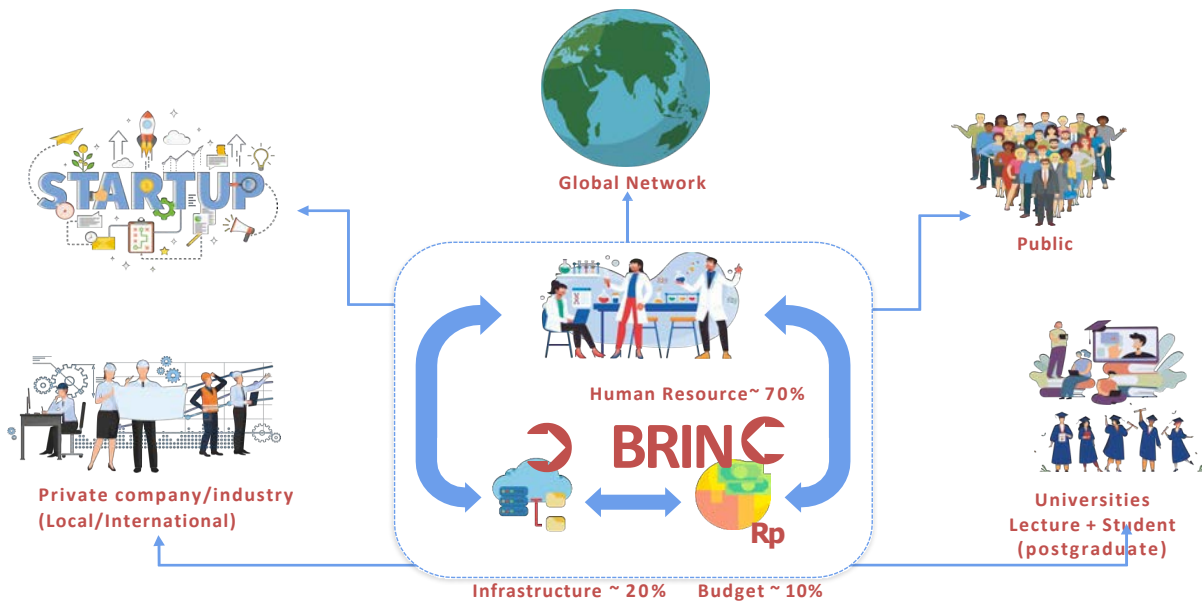 Global Network
STARTUP
Public
Human Resource~ 70%
BRIN
Private company/industry
(Local/International)
Rp
Universities
Lecture + Student
(postgraduate)
Infrastructure ~ 20%
Budget ~ 10%